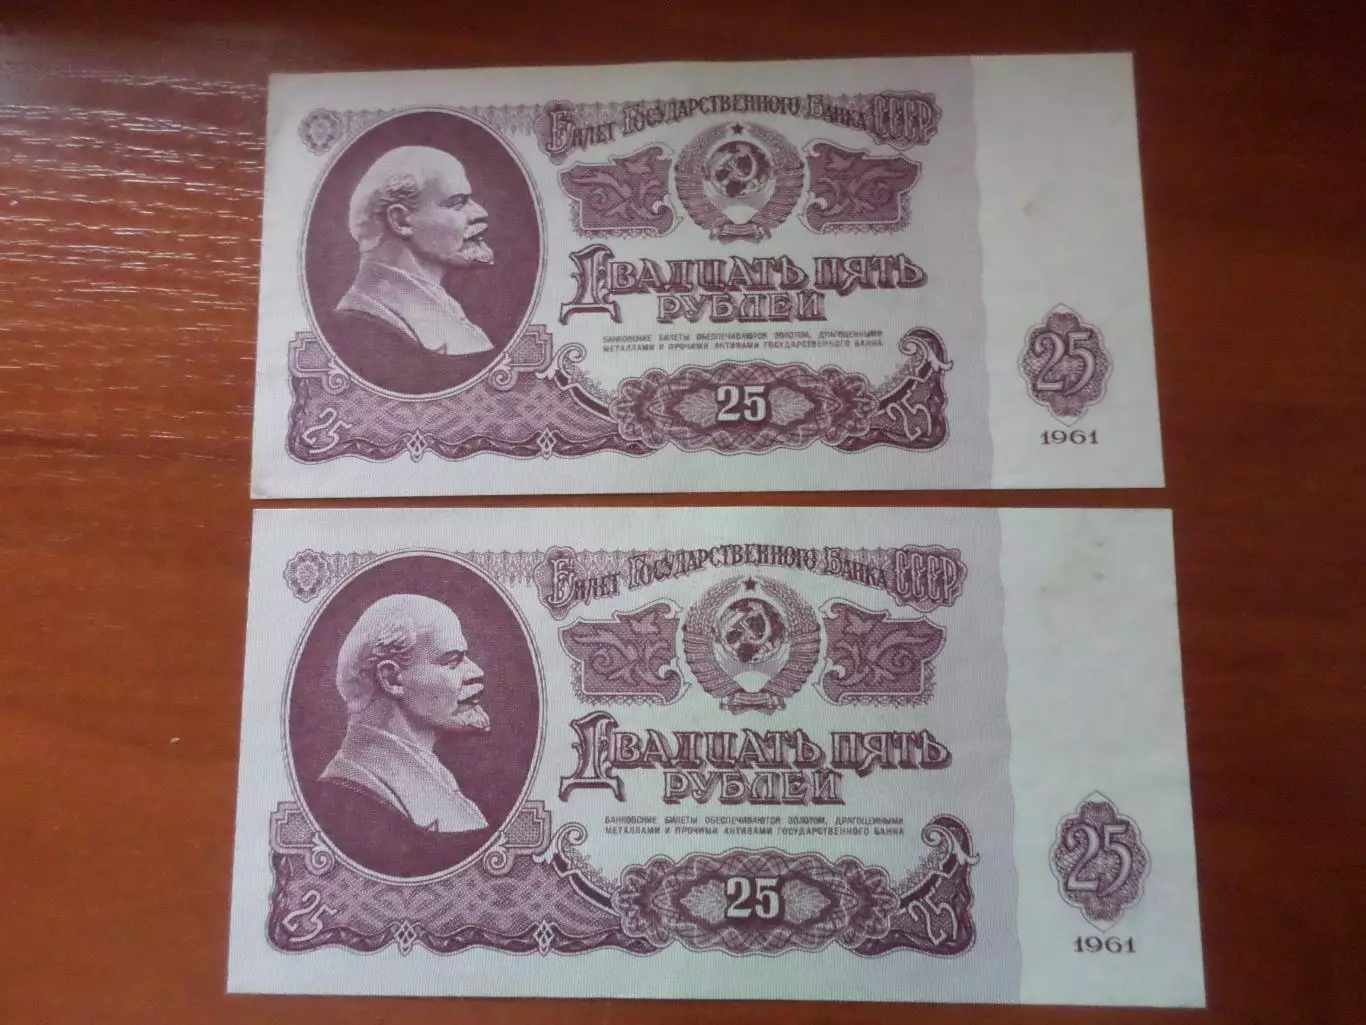 Билет Государственного Банка СССР
Двадцать пять
рублей
БАНКОВСКИЕ БИЛЕТЫ ОБЕСПЕЧИВАЮТСЯ ЗОЛОТОМ, ДРАГОЦЕННЫМИ
МЕТАЛЛАМИ И ПРОЧИМИ АКТИВАМИ ГОСУДАРСТВЕННОГО БАНКА
25
25
25
25
1961
Билет Государственного Банка СССР
Двадцать пять
рублей
БАНКОВСКИЕ БИЛЕТЫ ОБЕСПЕЧИВАЮТСЯ ЗОЛОТОМ, ДРАГОЦЕННЫМИ
МЕТАЛЛАМИ И ПРОЧИМИ АКТИВАМИ ГОСУДАРСТВЕННОГО БАНКА
25
25
25
25
1961